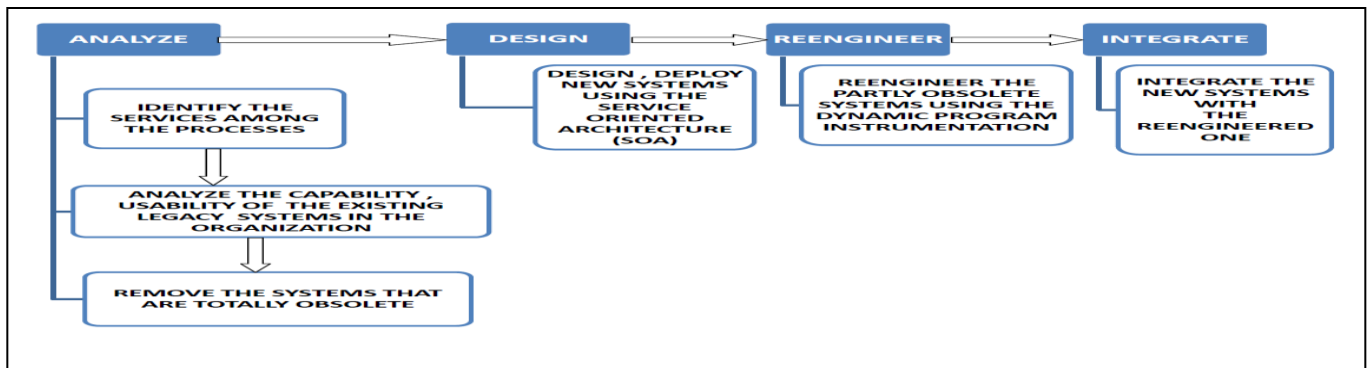 ANALYZE
IDENTIFY THE
SERVICES AMONG
THE PROCESSES
ANALYZE THE CAPABILITY ,
USABILITY OF THE EXISTING
LEGACY SYSTEMS IN THE
ORGANIZATION
REMOVE THE SYSTEMS THAT
ARE TOTALLY OBSOLETE
DESIGN
DESIGN , DEPLOY
NEW SYSTEMS
USING THE
SERVICE
ORIENTED
ARCHITECTURE
(SOA)
REENGINEER
REENGINEER THE
PARTLY OBSOLETE
SYSTEMS USING THE
DYNAMIC PROGRAM
INSTRUMENTATION
INTEGRATE
INTEGRATE THE
NEW SYSTEMS
WITH
THE
REENGINEERED
ONE